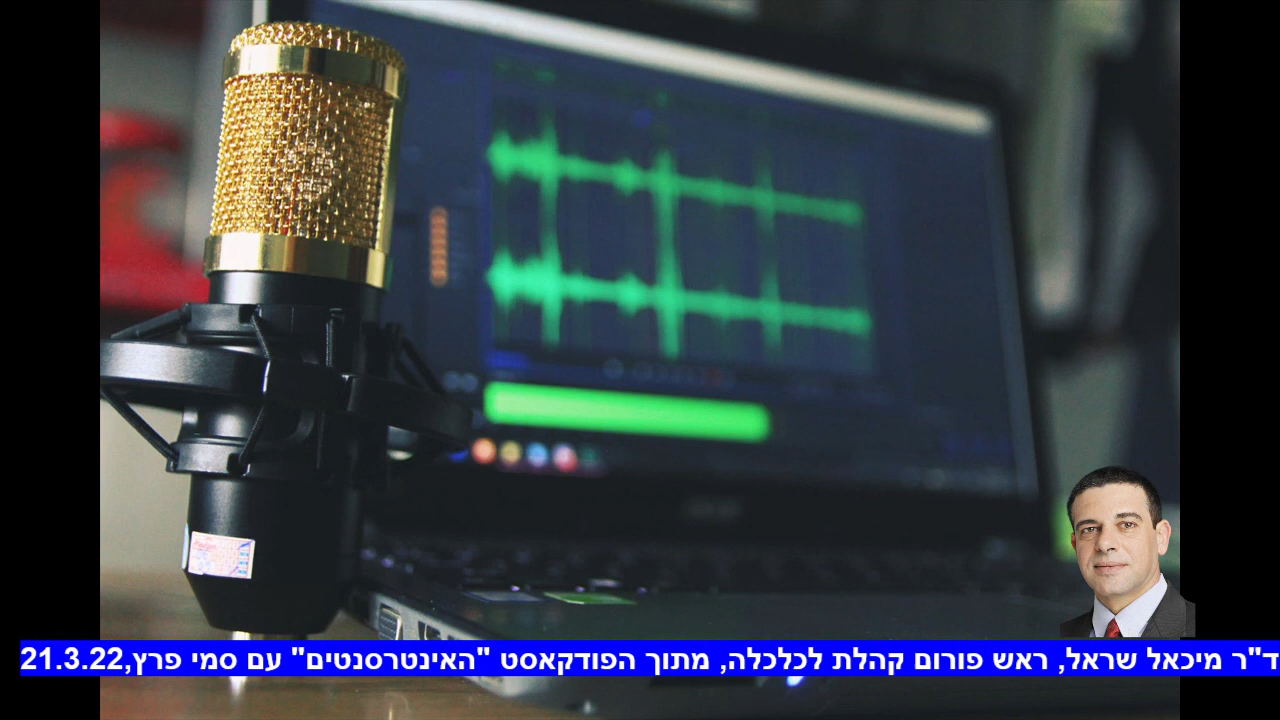 ד"ר מיכאל שראל, ראש פורום קהלת לכלכלה, מתוך הפודקאסט "האינטרסנטים" עם סמי פרץ,21.3.22